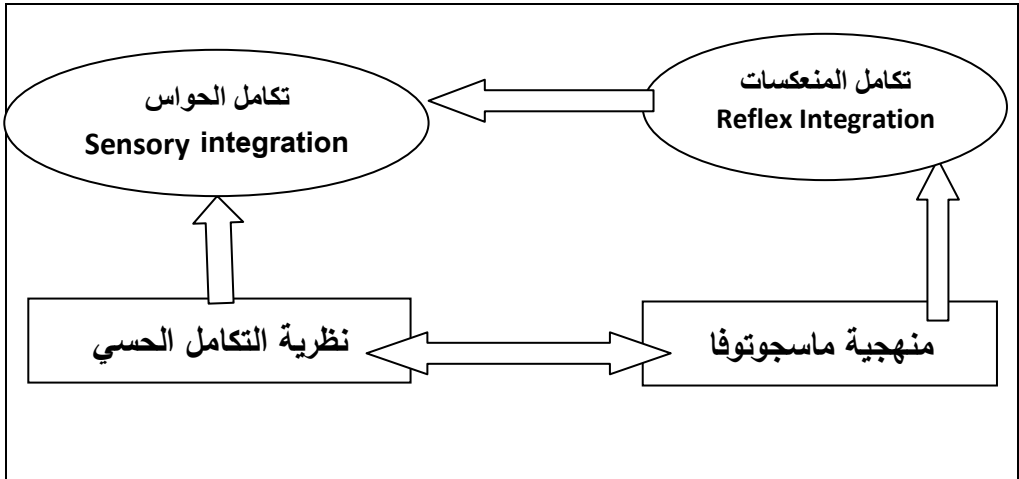 تكامل المنعكسات
Reflex Integration
تكامل الحواس
Sensory integration
منهجية ماسجوتوفا
نظرية التكامل الحسي